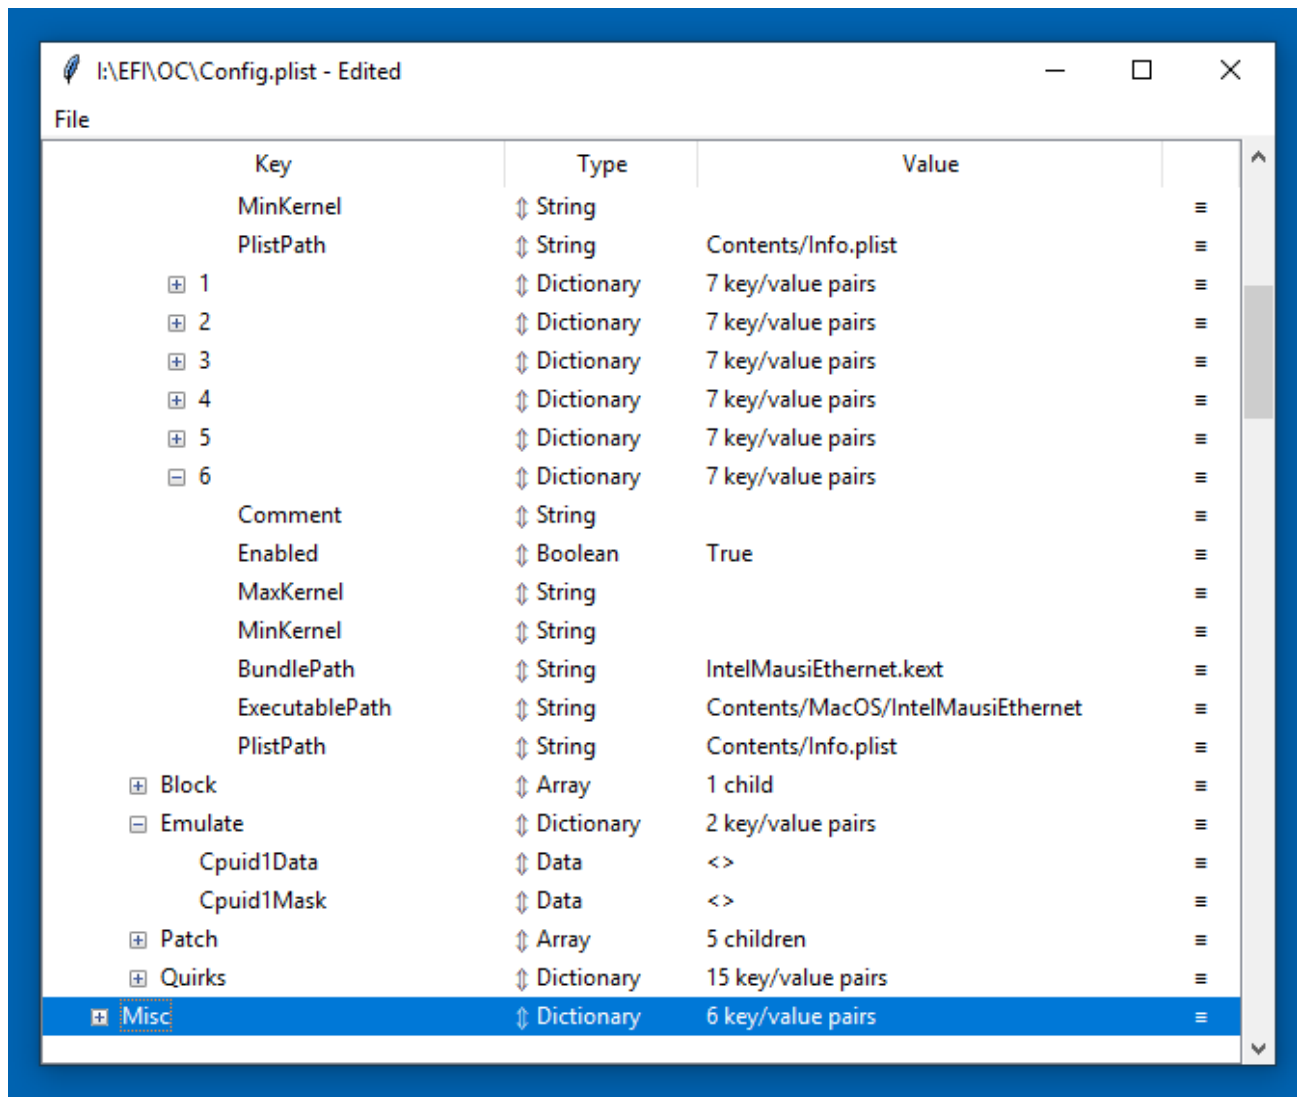 I:\EFI\OC\Config.plist - Edited
File
Key Type Value
MinKernel String
PlistPath String Contents/Info.plist
1 Dictionary 7 key/value pairs
2 Dictionary 7 key/value pairs
3 Dictionary 7 key/value pairs
4 Dictionary 7 key/value pairs
5 Dictionary 7 key/value pairs
6 Dictionary 7 key/value pairs
Comment String
Enabled Boolean True
MaxKernel String
MinKernel String
BundlePath String IntelMausiEthernet.kext
ExecutablePath String Contents/MacOS/IntelMausiEthernet
PlistPath String Contents/Info.plist
Block Array 1 child
Emulate Dictionary 2 key/value pairs
Cpuid1Data Data <>
Cpuid1Mask Data <>
Patch Array 5 children
Quirks Dictionary 15 key/value pairs
Misc Dictionary 6 key/value pairs